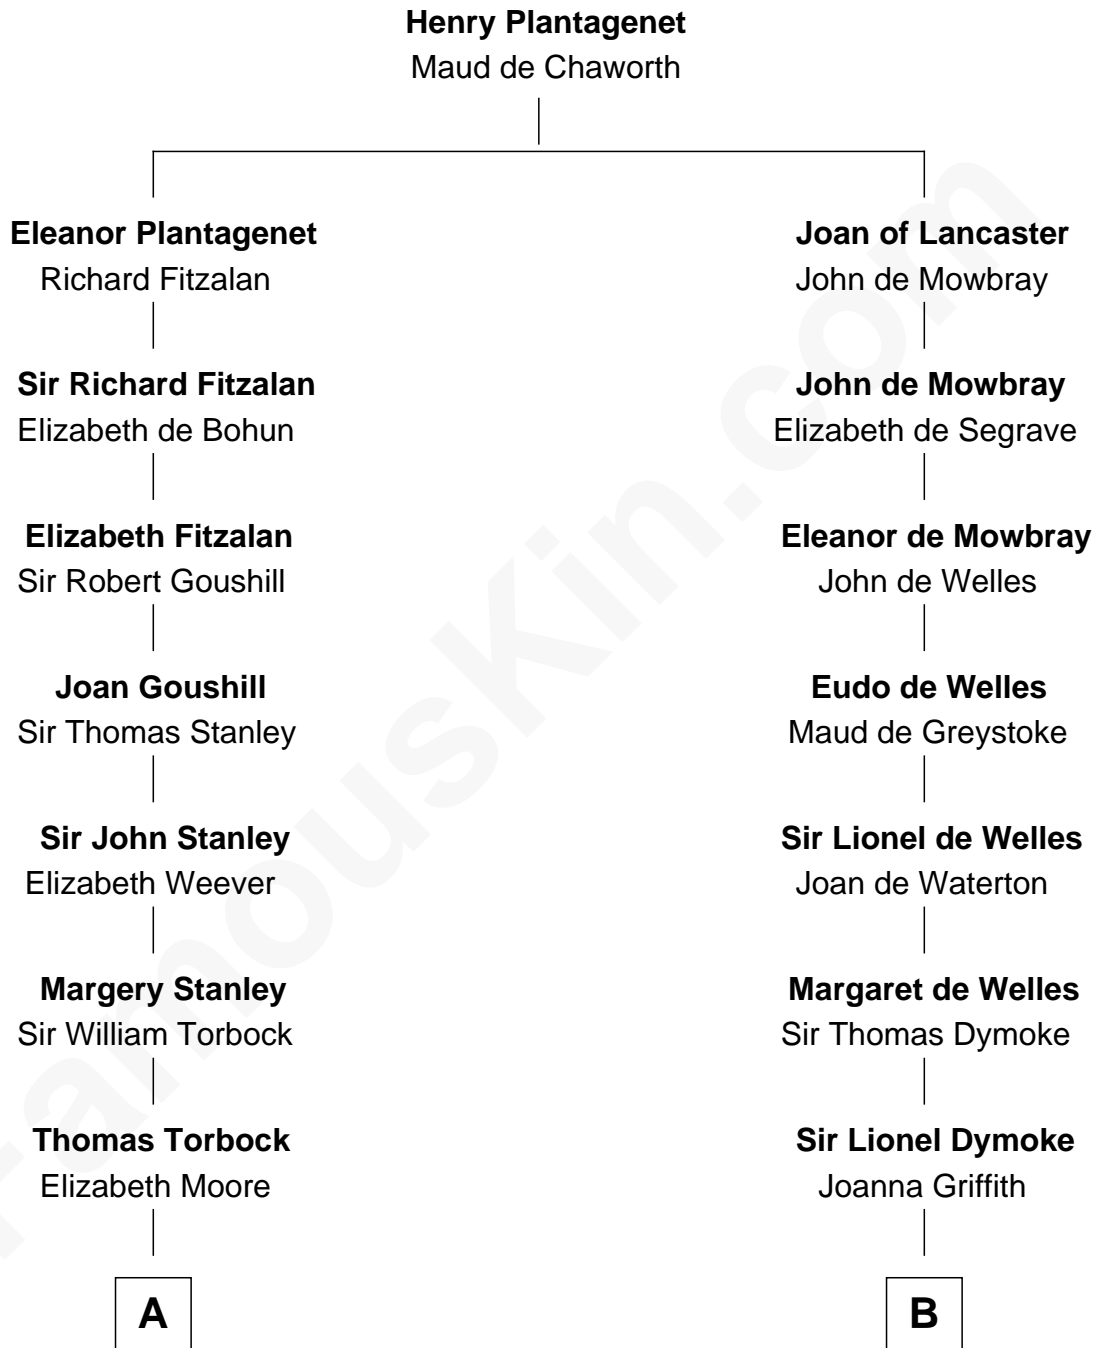 Henry Plantagenet
Maud de Chaworth
Eleanor Plantagenet
Richard Fitzalan
Joan of Lancaster
John de Mowbray
Sir Richard Fitzalan
Elizabeth de Bohun
John de Mowbray
Elizabeth de Segrave
Elizabeth Fitzalan
Sir Robert Goushill
Eleanor de Mowbray
John de Welles
Joan Goushill
Sir Thomas Stanley
Eudo de Welles
Maud de Greystoke
Sir John Stanley
Elizabeth Weever
Sir Lionel de Welles
Joan de Waterton
Margery Stanley
Sir William Torbock
Margaret de Welles
Sir Thomas Dymoke
Thomas Torbock
Elizabeth Moore
Sir Lionel Dymoke
Joanna Griffith
A
B
FamousKin.com